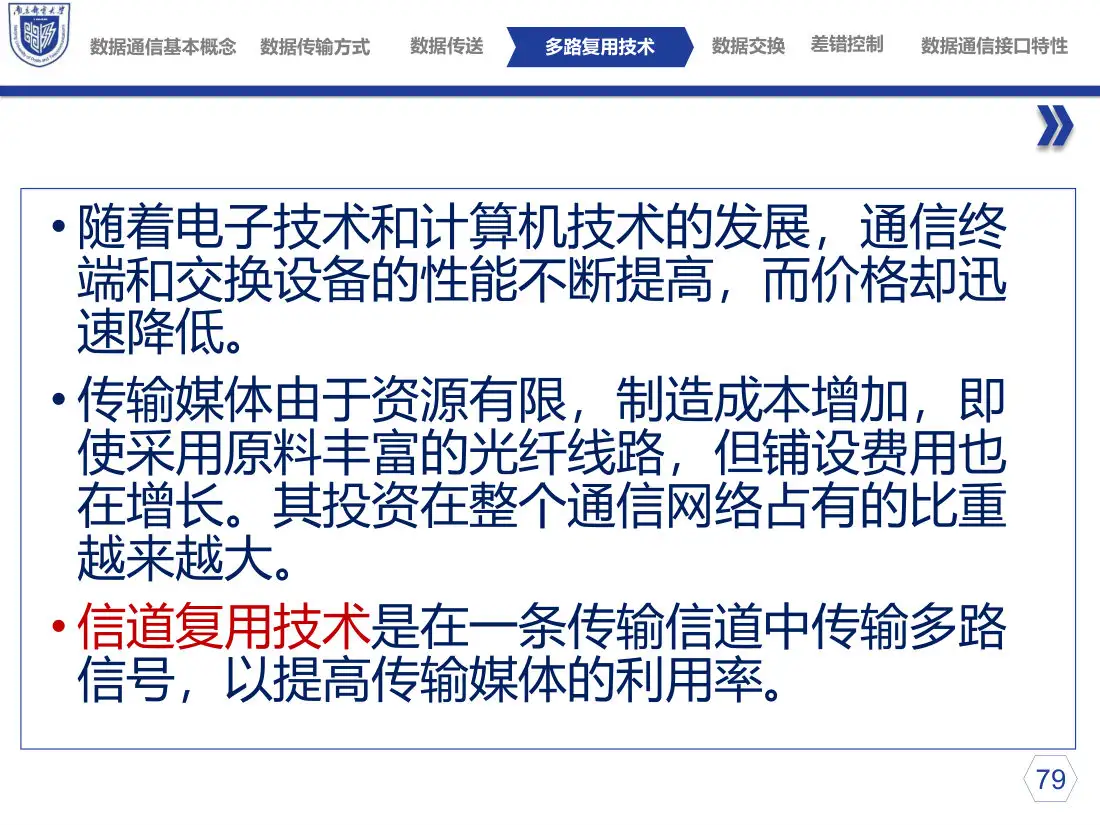 南京邮电大学
数据通信基本概念 数据传输方式 数据传送 多路复用技术 数据交换 差错控制 数据通信接口特性
•随着电子技术和计算机技术的发展，通信终
端和交换设备的性能不断提高，而价格却迅
速降低。
•传输媒体由于资源有限，制造成本增加，即
使采用原料丰富的光纤线路，但铺设费用也
在增长。其投资在整个通信网络占有的比重
越来越大。
•信道复用技术是在一条传输信道中传输多路
信号，以提高传输媒体的利用率。
79